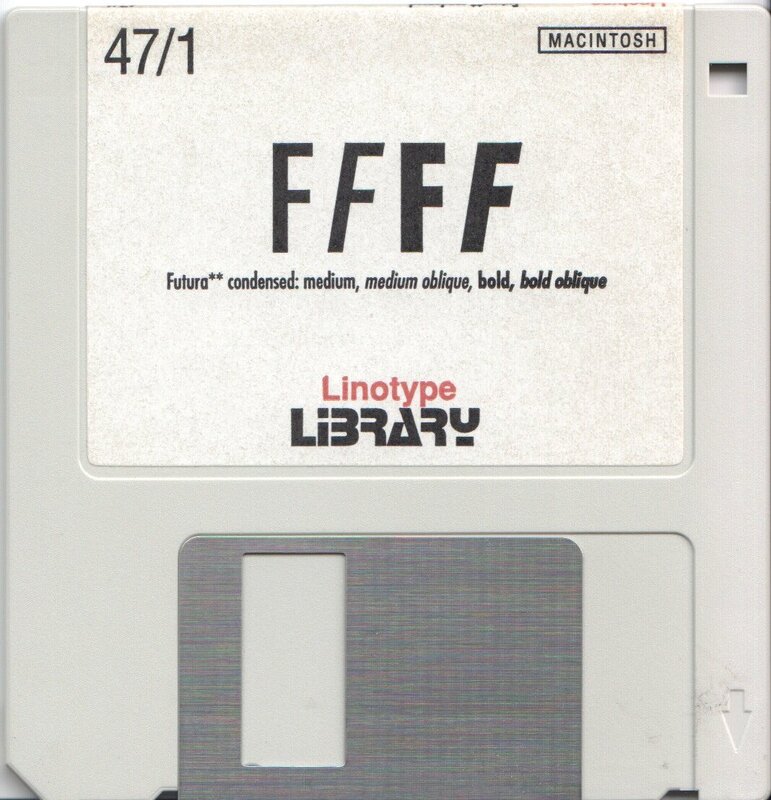 47/1
MACINTOSH
FFFF
Futura** condensed: medium, medium oblique, bold, bold oblique
Linotype
LiBRARY